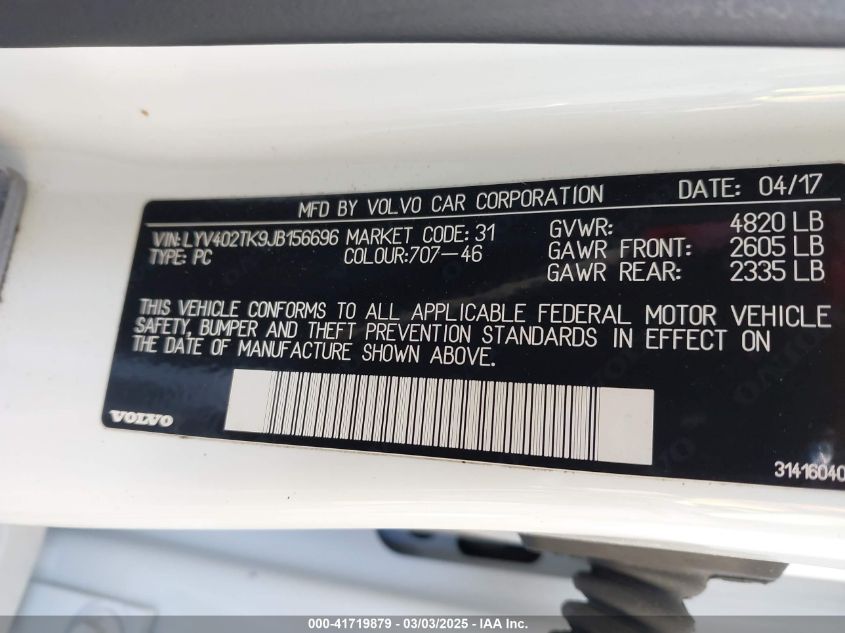 MFD BY VOLVO CAR CORPORATION DATE: 04/17
VIN: LYV402TK9JB156696 MARKET CODE: 31 GVWR: 4820 LB
TYPE: PC COLOUR:707-46 GAWR FRONT: 2605 LB
GAWR REAR: 2335 LB
THIS VEHICLE CONFORMS TO ALL APPLICABLE FEDERAL MOTOR VEHICLE
SAFETY, BUMPER AND THEFT PREVENTION STANDARDS IN EFFECT ON
THE DATE OF MANUFACTURE SHOWN ABOVE.
VOLVO
31416040
000-41719879 / 03/03/2025 - IAA Inc.